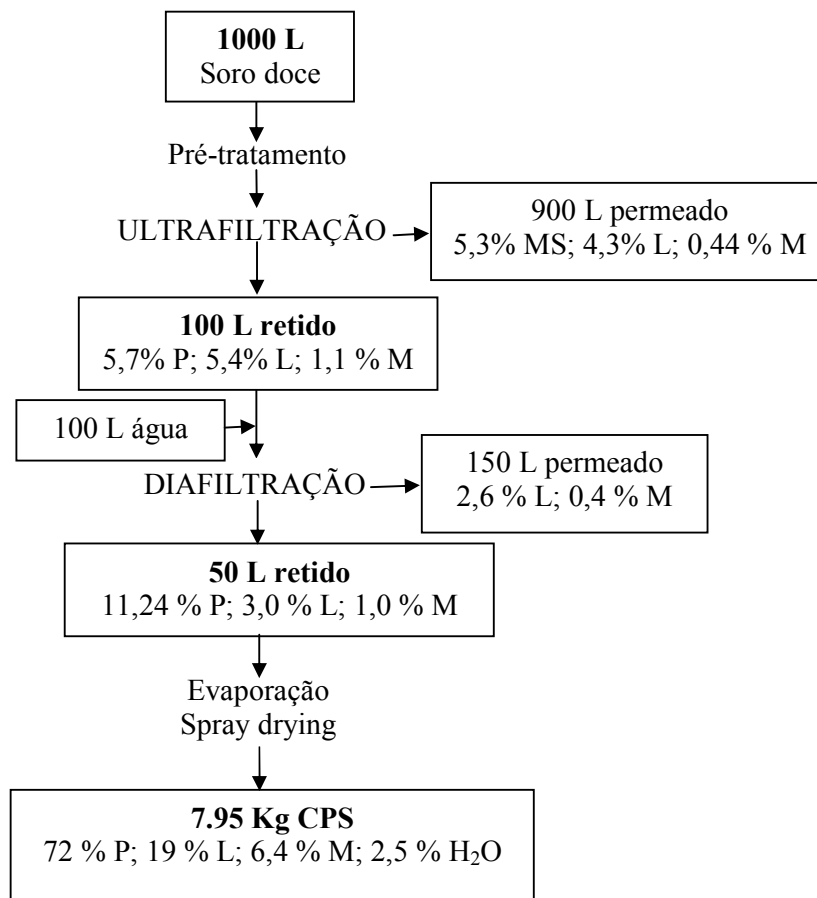 1000 L
Soro doce
Pré-tratamento
ULTRAFILTRAÇÃO
900 L permeado
5,3% MS; 4,3% L; 0,44 % M
100 L retido
5,7% P; 5,4% L; 1,1 % M
100 L água
DIAFILTRAÇÃO
150 L permeado
2,6 % L; 0,4 % M
50 L retido
11,24 % P; 3,0 % L; 1,0 % M
Evaporação
Spray drying
7.95 Kg CPS
72 % P; 19 % L; 6,4 % M; 2,5 % H₂O